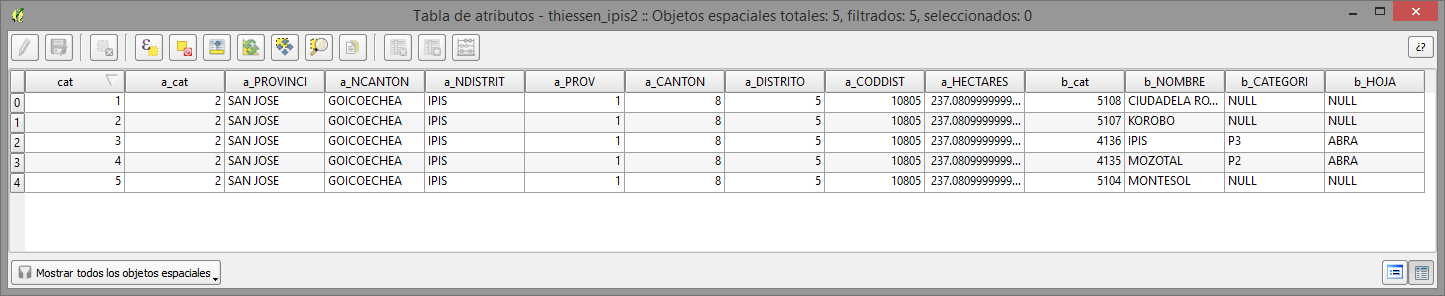 Tabla de atributos - thiessen_ipis2 :: Objetos espaciales totales: 5, filtrados: 5, seleccionados: 0
ε
¿?
cat a_cat a_PROVINCI a_NCANTON a_NDISTRIT a_PROV a_CANTON a_DISTRITO a_CODDIST a_HECTARES b_cat b_NOMBRE b_CATEGORI b_HOJA
0 1 2 SAN JOSE GOICOECHEA IPIS 1 8 5 10805 237.0809999999... 5108 CIUDADELA RO... NULL NULL
1 2 2 SAN JOSE GOICOECHEA IPIS 1 8 5 10805 237.0809999999... 5107 KOROBO NULL NULL
2 3 2 SAN JOSE GOICOECHEA IPIS 1 8 5 10805 237.0809999999... 4136 IPIS P3 ABRA
3 4 2 SAN JOSE GOICOECHEA IPIS 1 8 5 10805 237.0809999999... 4135 MOZOTAL P2 ABRA
4 5 2 SAN JOSE GOICOECHEA IPIS 1 8 5 10805 237.0809999999... 5104 MONTESOL NULL NULL
Mostrar todos los objetos espaciales